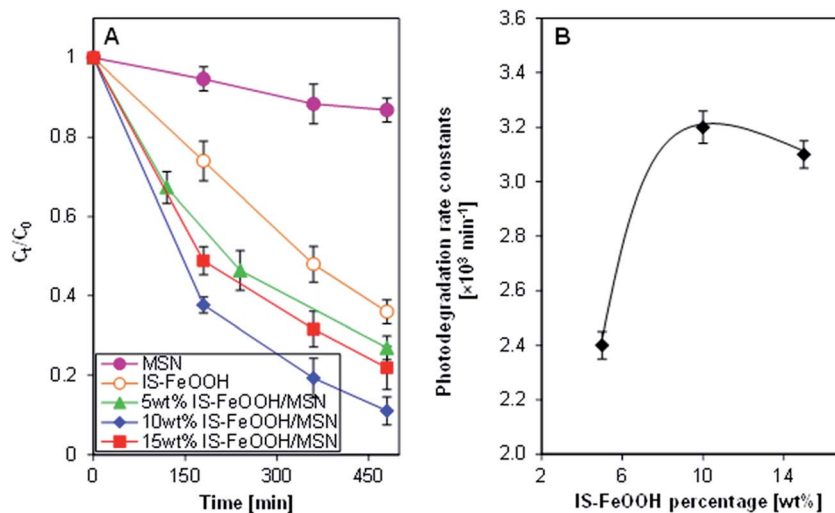 A
1
0.8
0.6
0.4
0.2
0
Ct/C0
0
150
300
450
Time [min]
MSN
IS-FeOOH
5wt% IS-FeOOH/MSN
10wt% IS-FeOOH/MSN
15wt% IS-FeOOH/MSN
B
3.6
3.4
3.2
3.0
2.8
2.6
2.4
2.2
2.0
Photodegradation rate constants
[×10³ min⁻¹]
2
6
10
14
IS-FeOOH percentage [wt%]